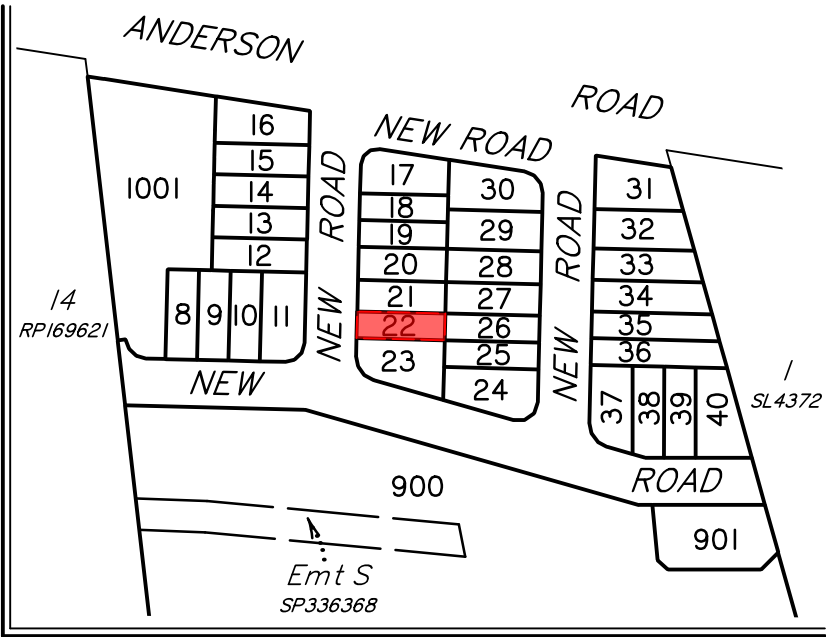 ANDERSON ROAD
NEW ROAD
16
15
14
13
12
1001
8 9 10 11
NEW ROAD
17
18
19
20
21
22
23
30
29
28
27
26
25
24
NEW ROAD
31
32
33
34
35
36
37 38 39 40
14
RP169621
1
SL4372
NEW ROAD
900
901
Emt S
SP336368